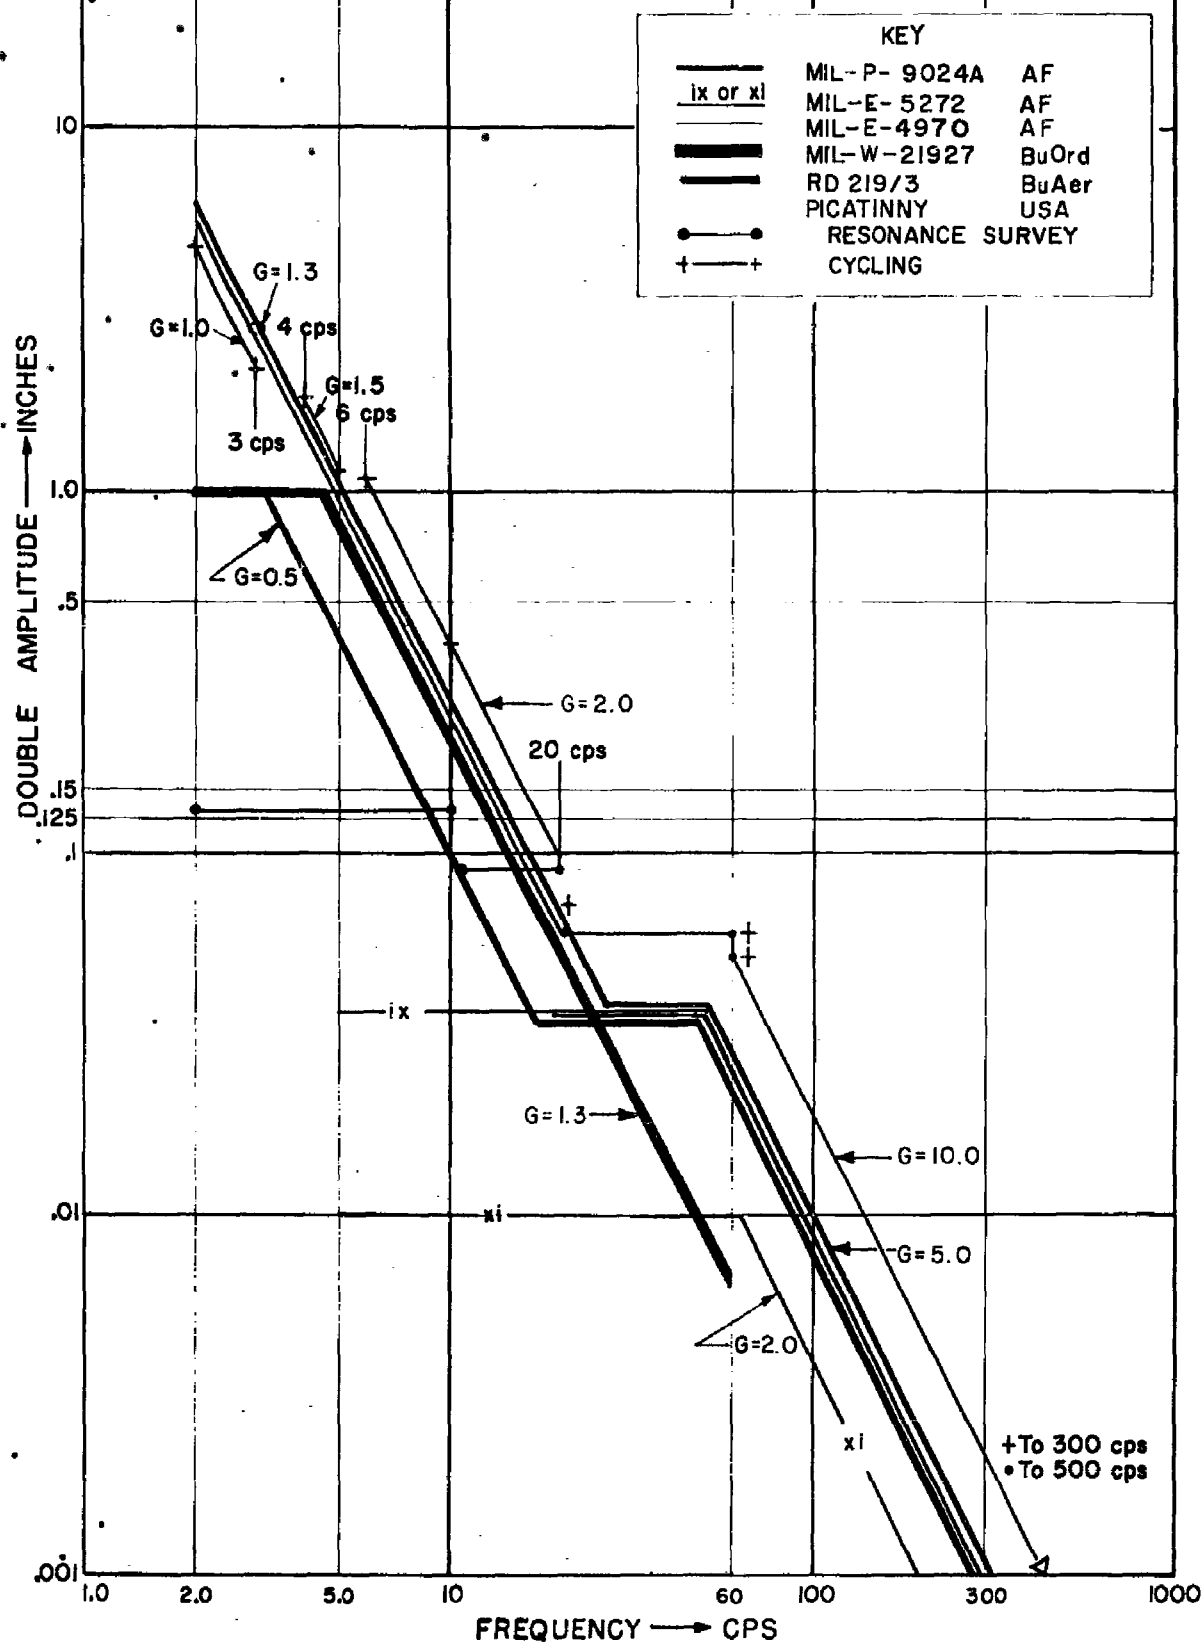 KEY
MIL-P-9024A AF
ix or xi
MIL-E-5272 AF
MIL-E-4970 AF
MIL-W-21927 BuOrd
RD 219/3 BuAer
PICATINNY USA
RESONANCE SURVEY
CYCLING
10
G=1.3
G=1.0
4 cps
G=1.5
6 cps
3 cps
1.0
G=0.5
.5
G=2.0
20 cps
.15
.125
.1
ix
G=1.3
G=10.0
.01
xi
G=5.0
G=2.0
xi
+To 300 cps
•To 500 cps
.001
1.0 2.0 5.0 10 60 100 300 1000
DOUBLE AMPLITUDE → INCHES
FREQUENCY → CPS